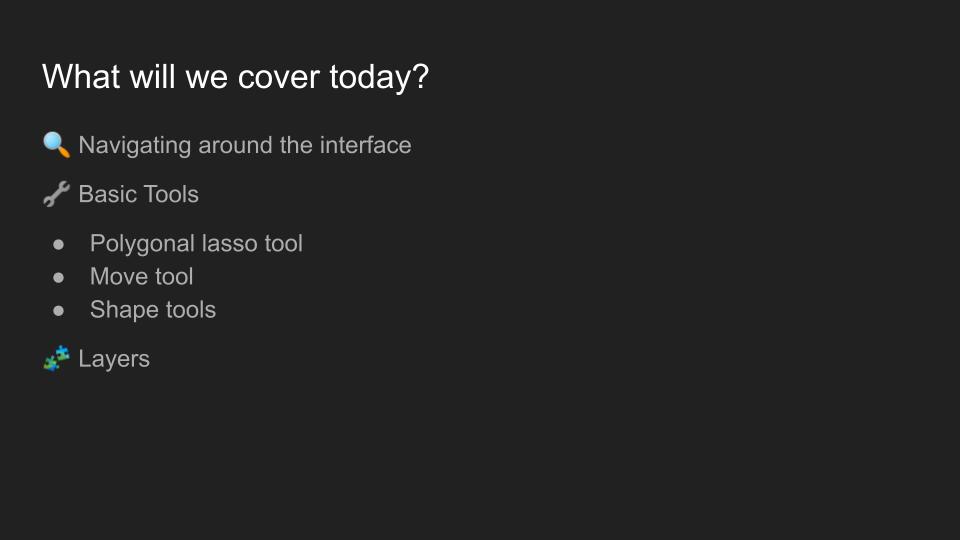 What will we cover today?
🔍 Navigating around the interface
🔧 Basic Tools
● Polygonal lasso tool
● Move tool
● Shape tools
🧩 Layers